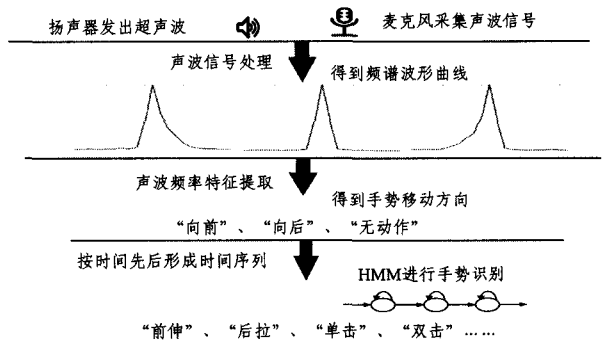 扬声器发出超声波
麦克风采集声波信号
声波信号处理
得到频谱波形曲线
声波频率特征提取
得到手势移动方向
“向前”、“向后”、“无动作”
按时间先后形成时间序列
HMM进行手势识别
“前伸”、“后拉”、“单击”、“双击”……